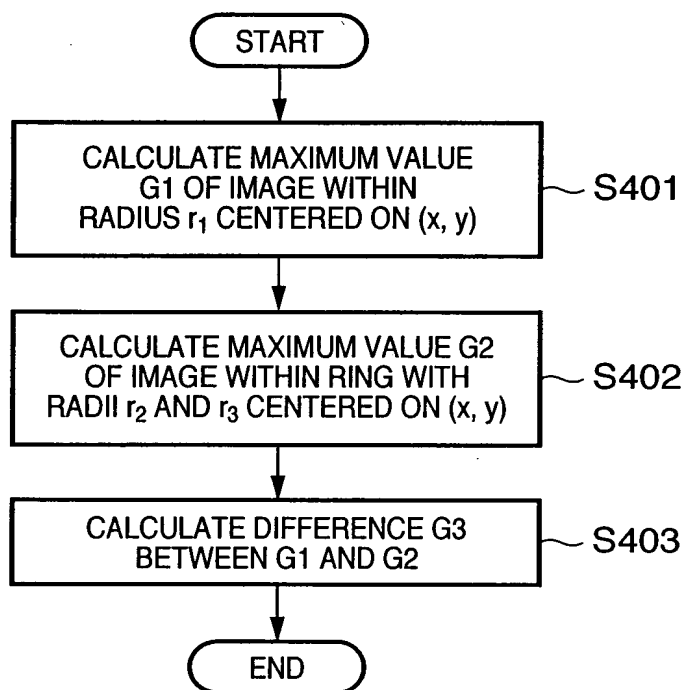 START
CALCULATE MAXIMUM VALUE
G1 OF IMAGE WITHIN
RADIUS r₁ CENTERED ON (x, y)
S401
CALCULATE MAXIMUM VALUE G2
OF IMAGE WITHIN RING WITH
RADII r₂ AND r₃ CENTERED ON (x, y)
S402
CALCULATE DIFFERENCE G3
BETWEEN G1 AND G2
S403
END